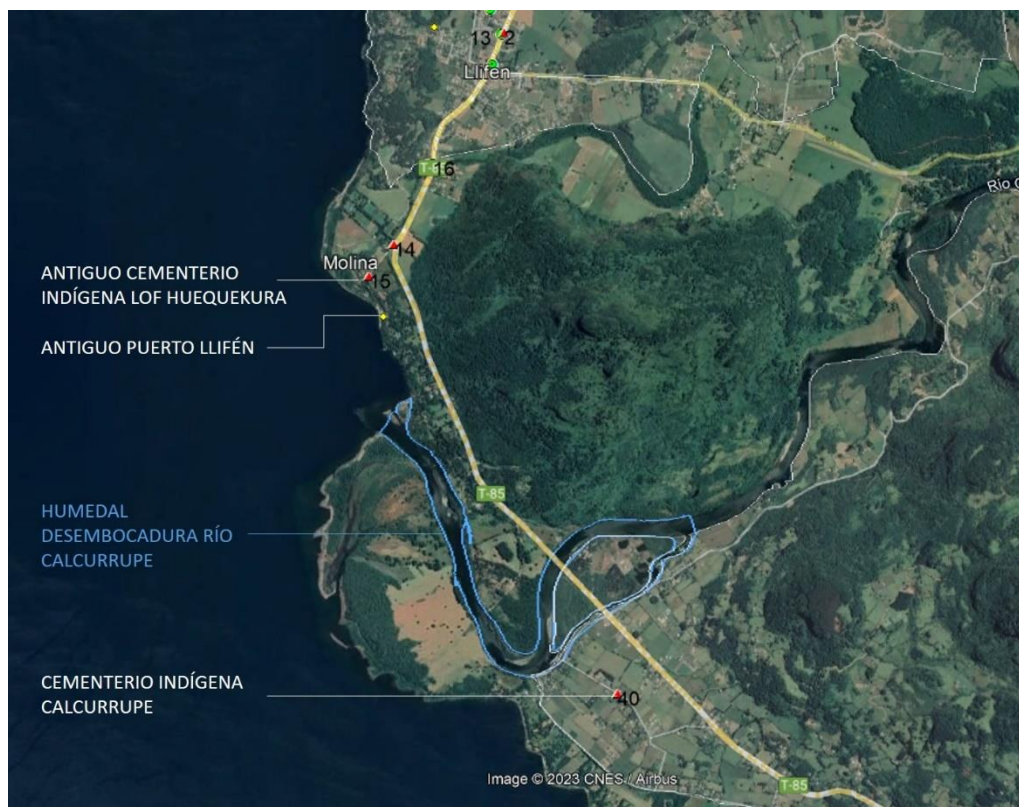 13 2
Llifén
T-8 16
14
Molina
15
ANTIGUO CEMENTERIO
INDÍGENA LOF HUEQUEKURA
ANTIGUO PUERTO LLIFÉN
T-85
HUMEDAL
DESEMBOCADURA RÍO
CALCURRUPE
CEMENTERIO INDÍGENA
CALCURRUPE
40
Image © 2023 CNES / Airbus
T-85